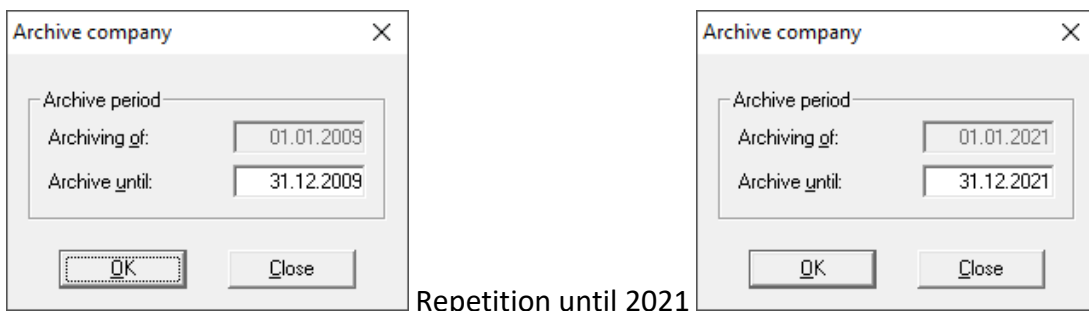 Archive company
Archive period
Archiving of:
01.01.2009
Archive until:
31.12.2009
OK
Close
Repetition until 2021
Archive company
Archive period
Archiving of:
01.01.2021
Archive until:
31.12.2021
OK
Close